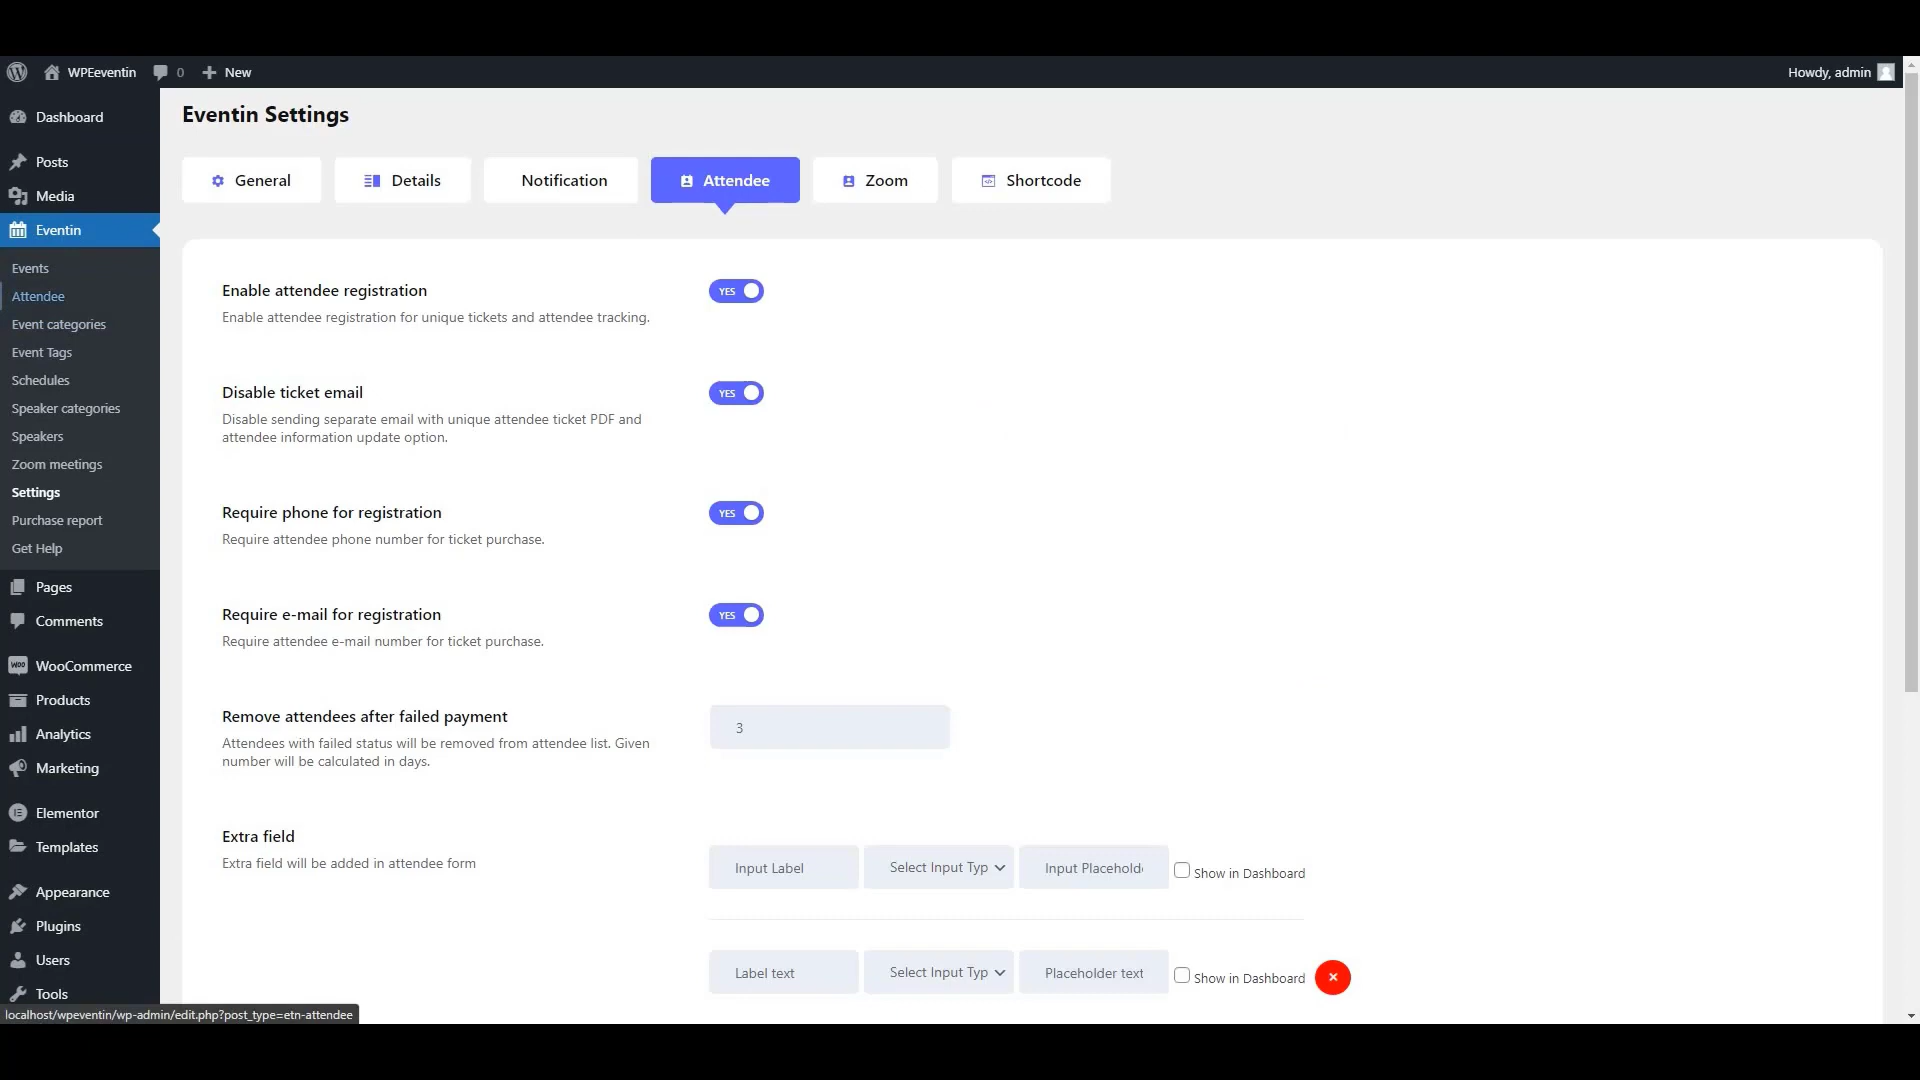 WPEeventin
0
New
Howdy, admin
Dashboard
Posts
Media
Eventin
Events
Attendee
Event categories
Event Tags
Schedules
Speaker categories
Speakers
Zoom meetings
Settings
Purchase report
Get Help
Pages
Comments
WooCommerce
Products
Analytics
Marketing
Elementor
Templates
Appearance
Plugins
Users
Tools
localhost/wpeventin/wp-admin/edit.php?post_type=etn-attendee
Eventin Settings
General
Details
Notification
Attendee
Zoom
Shortcode
Enable attendee registration
YES
Enable attendee registration for unique tickets and attendee tracking.
Disable ticket email
YES
Disable sending separate email with unique attendee ticket PDF and
attendee information update option.
Require phone for registration
YES
Require attendee phone number for ticket purchase.
Require e-mail for registration
YES
Require attendee e-mail number for ticket purchase.
Remove attendees after failed payment
3
Attendees with failed status will be removed from attendee list. Given
number will be calculated in days.
Extra field
Extra field will be added in attendee form
Input Label
Select Input Typ
Input Placeholde
Show in Dashboard
Label text
Select Input Typ
Placeholder text
Show in Dashboard